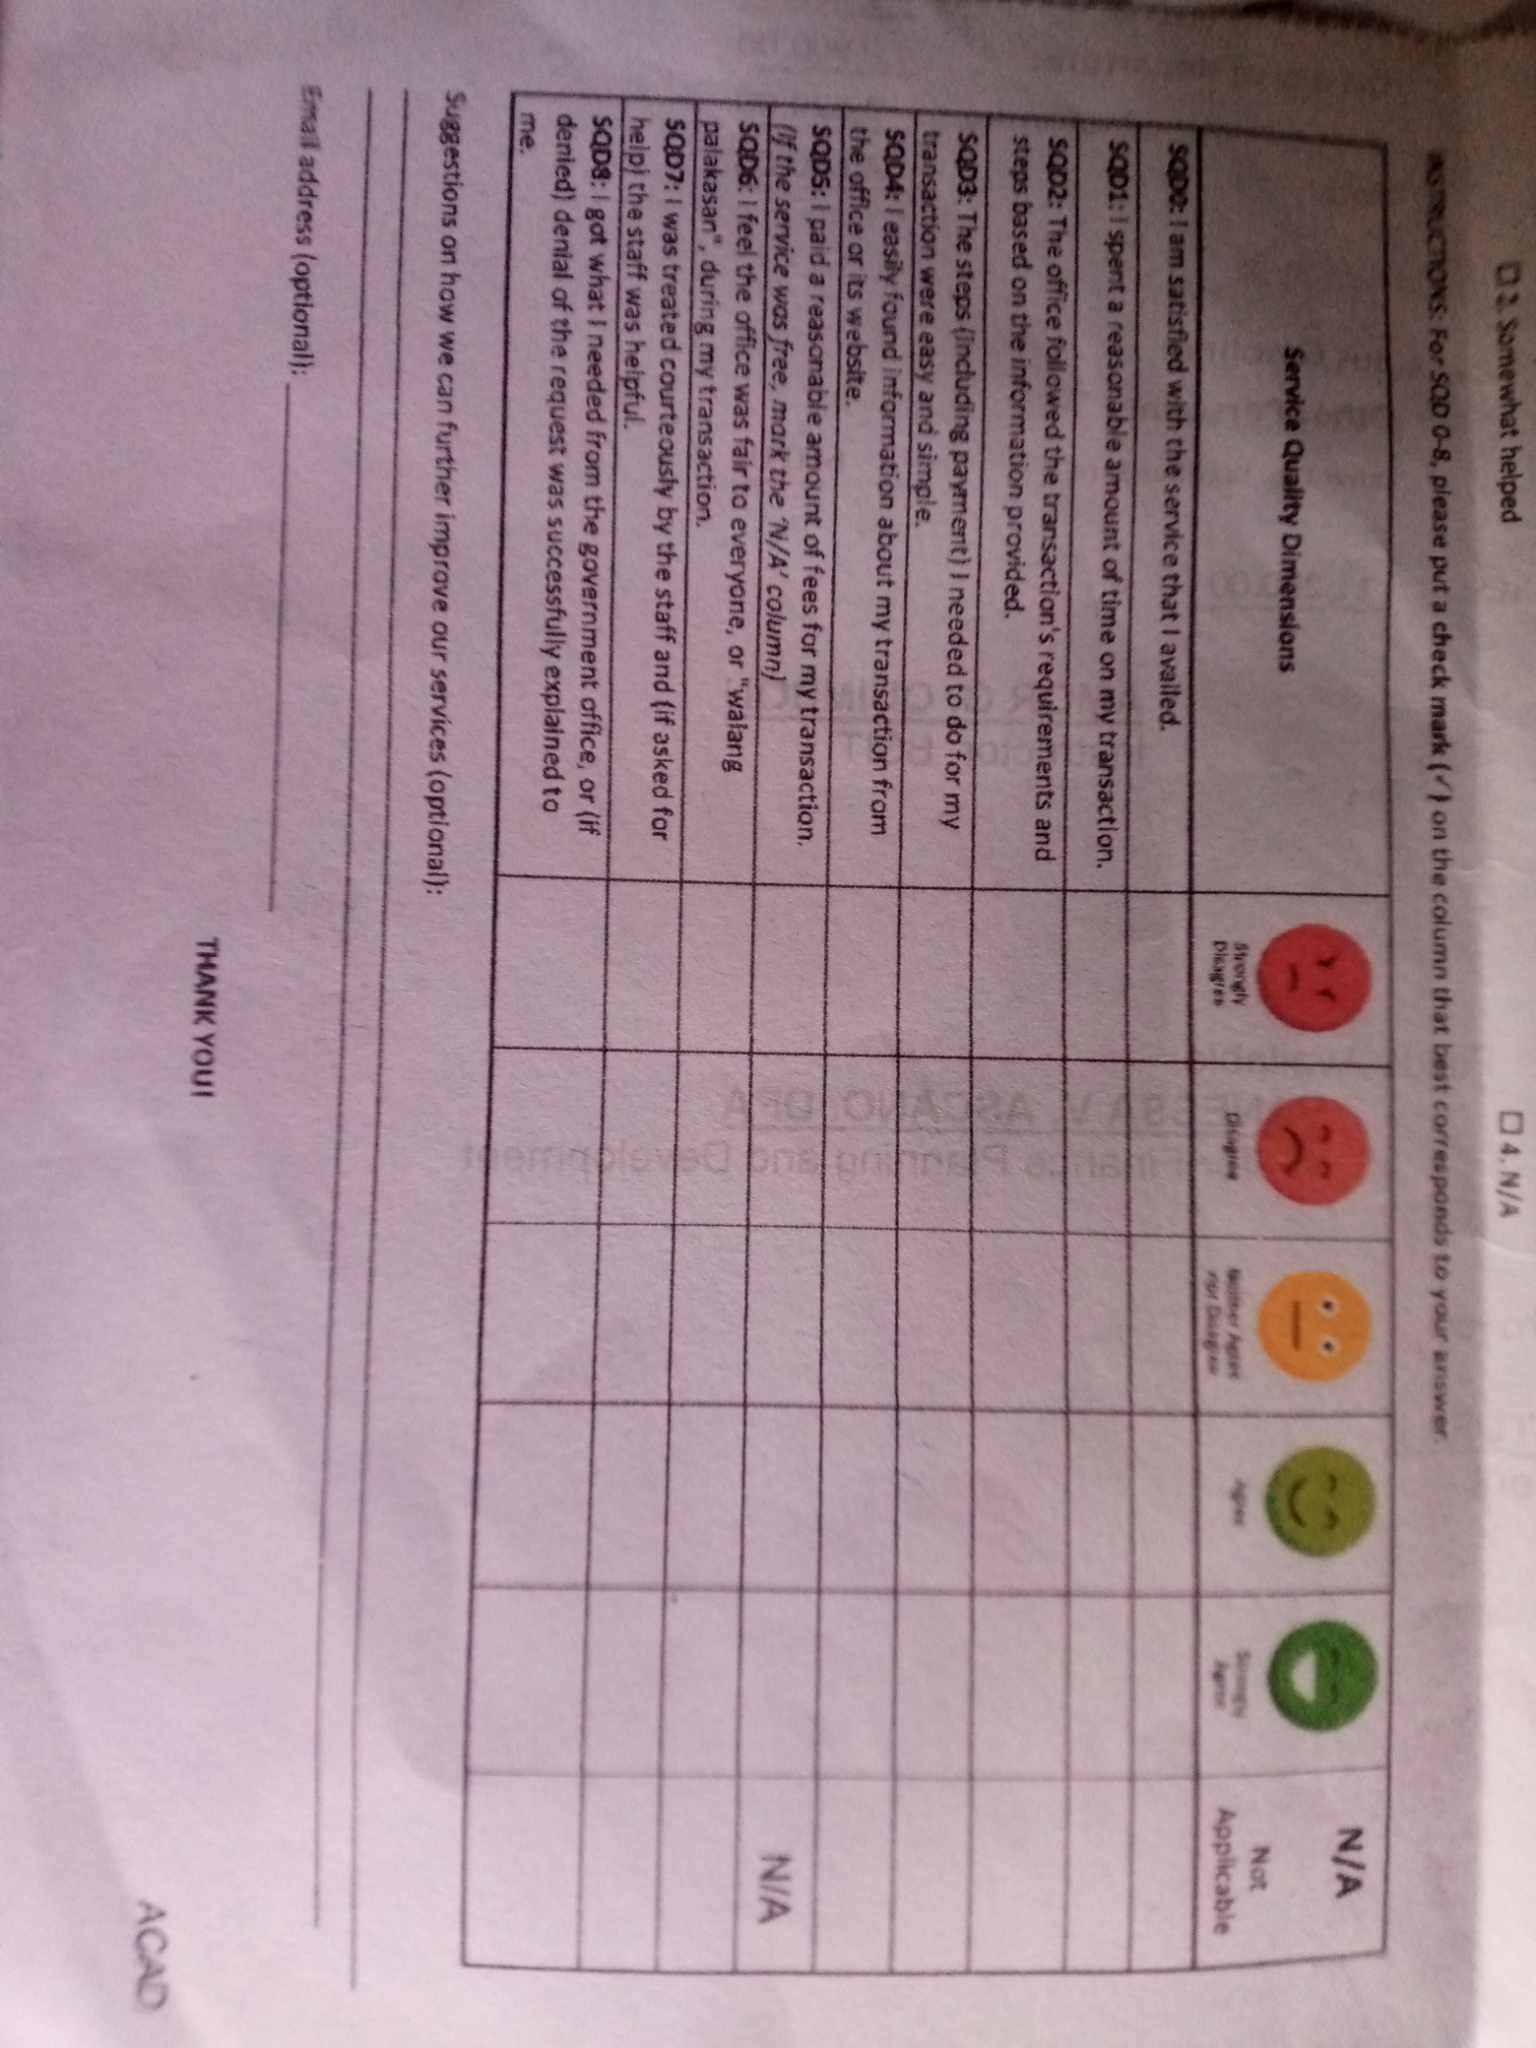 ☐ 2. Somewhat helped
☐ 4. N/A
INSTRUCTIONS: For SQD 0-8, please put a check mark (✓) on the column that best corresponds to your answer.
Service Quality Dimensions
Strongly
Disagree
Disagree
Neither Agree
nor Disagree
Agree
Strongly
Agree
N/A
Not
Applicable
SQD0: I am satisfied with the service that I availed.
SQD1: I spent a reasonable amount of time on my transaction.
SQD2: The office followed the transaction's requirements and
steps based on the information provided.
SQD3: The steps (including payment) I needed to do for my
transaction were easy and simple.
SQD4: I easily found information about my transaction from
the office or its website.
SQD5: I paid a reasonable amount of fees for my transaction.
(If the service was free, mark the 'N/A' column)
N/A
SQD6: I feel the office was fair to everyone, or "walang
palakasan", during my transaction.
SQD7: I was treated courteously by the staff and (if asked for
help) the staff was helpful.
SQD8: I got what I needed from the government office, or (if
denied) denial of the request was successfully explained to
me.
Suggestions on how we can further improve our services (optional):
Email address (optional):
THANK YOU!
ACAD